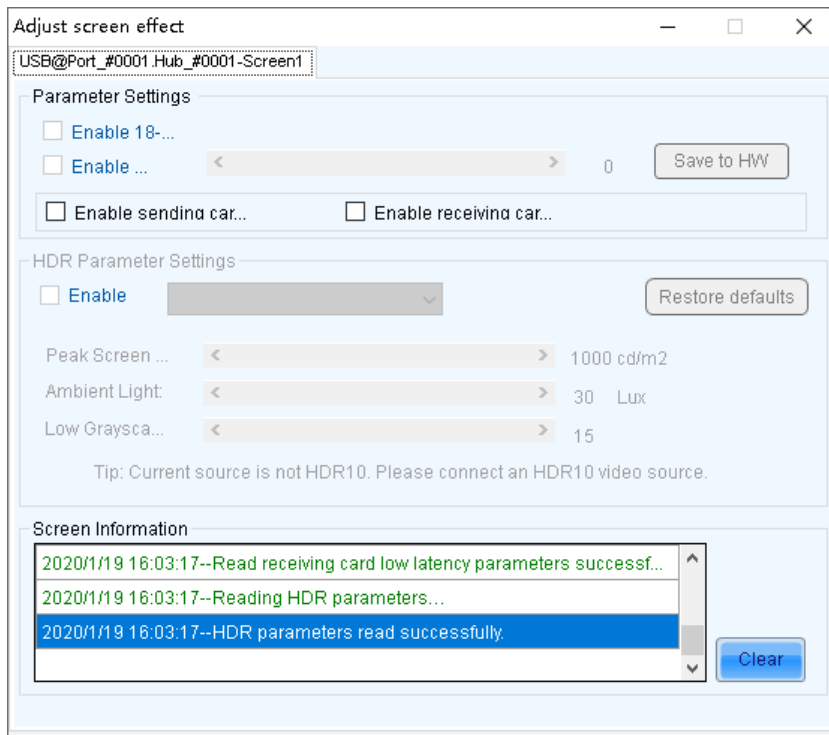 Adjust screen effect
USB@Port_#0001.Hub_#0001-Screen1
Parameter Settings
Enable 18-...
Enable ... 0 Save to HW
Enable sending car... Enable receiving car...
HDR Parameter Settings
Enable Restore defaults
Peak Screen ... 1000 cd/m2
Ambient Light: 30 Lux
Low Graysca... 15
Tip: Current source is not HDR10. Please connect an HDR10 video source.
Screen Information
2020/1/19 16:03:17--Read receiving card low latency parameters successf...
2020/1/19 16:03:17--Reading HDR parameters...
2020/1/19 16:03:17--HDR parameters read successfully.
Clear